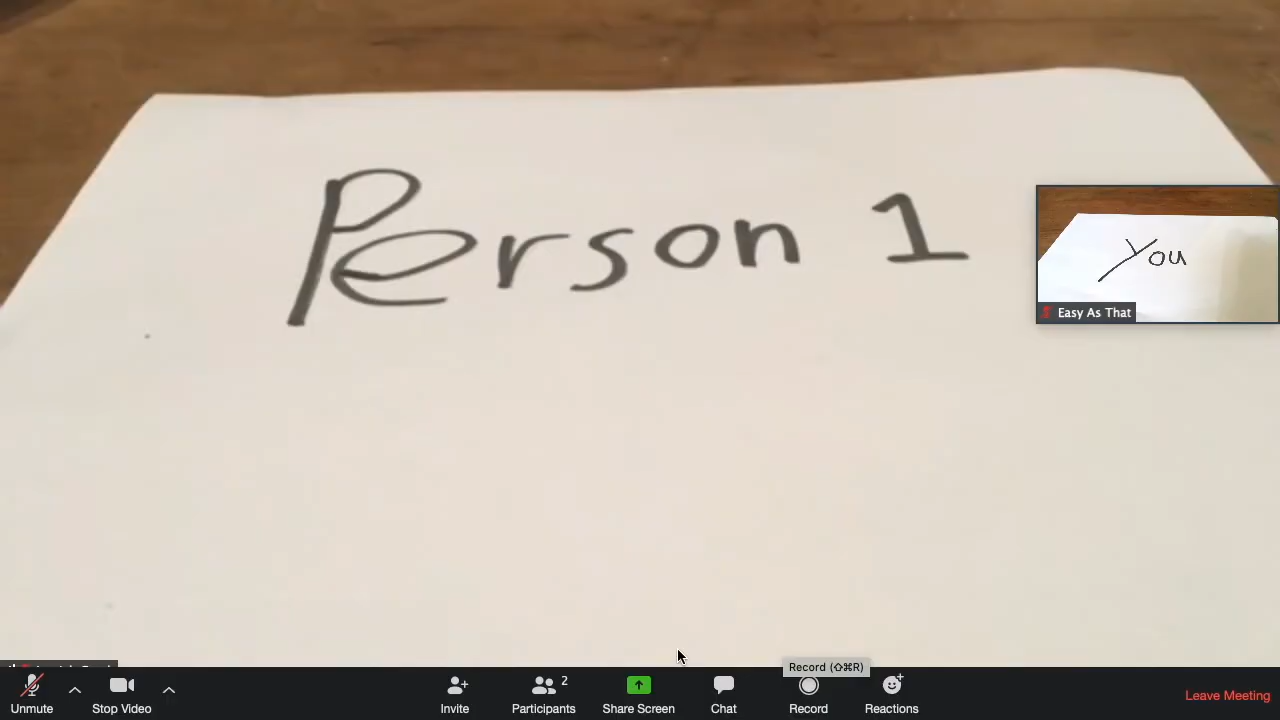 Person 1
You
Easy As That
Record (⇧⌘R)
2
Unmute
Stop Video
Invite
Participants
Share Screen
Chat
Record
Reactions
Leave Meeting